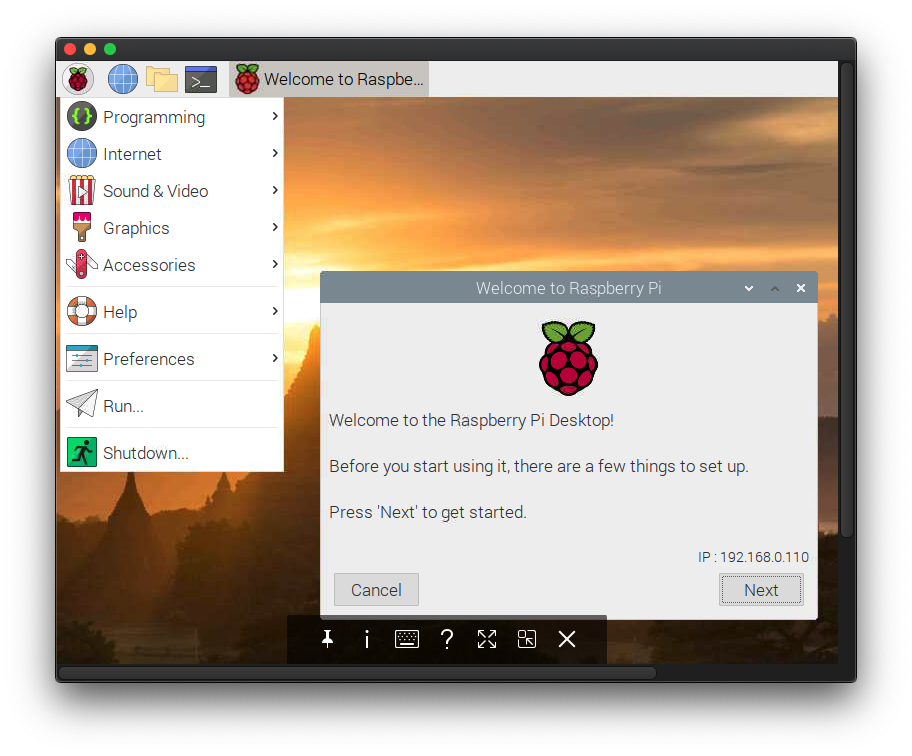 Welcome to Raspbe...
Programming
Internet
Sound & Video
Graphics
Accessories
Help
Preferences
Run...
Shutdown...
Welcome to Raspberry Pi
Welcome to the Raspberry Pi Desktop!
Before you start using it, there are a few things to set up.
Press 'Next' to get started.
IP : 192.168.0.110
Cancel
Next